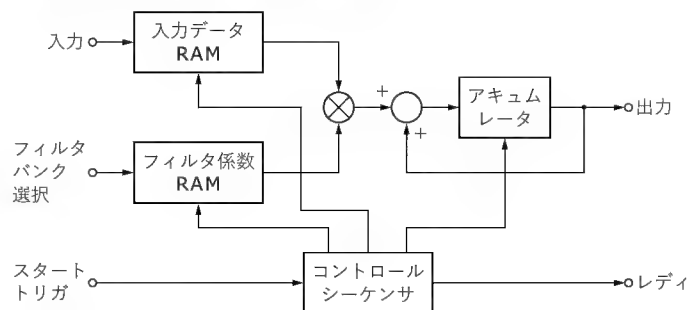 入力
入力データ
RAM
+
+
アキュム
レータ
出力
フィルタ
バンク
選択
フィルタ係数
RAM
スタート
トリガ
コントロール
シーケンサ
レディ